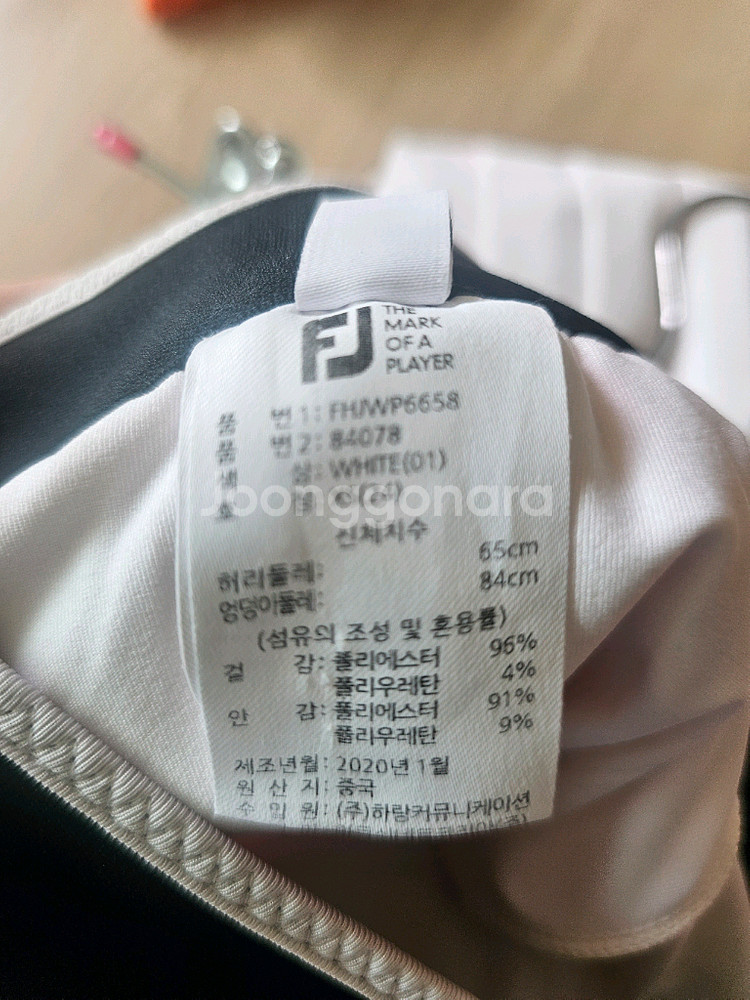 FJ
THE
MARK
OF A
PLAYER
품 번 1: FHJWP6658
품 번 2: 84078
색 상: WHITE(01)
호
Joonggonara
신체치수
허리둘레: 65cm
엉덩이둘레: 84cm
(섬유의 조성 및 혼용률)
겉 감: 폴리에스터 96%
폴리우레탄 4%
안 감: 폴리에스터 91%
폴리우레탄 9%
제조년월: 2020년 1월
원 산 지: 중국
수 입 원: (주)하랑커뮤니케이션